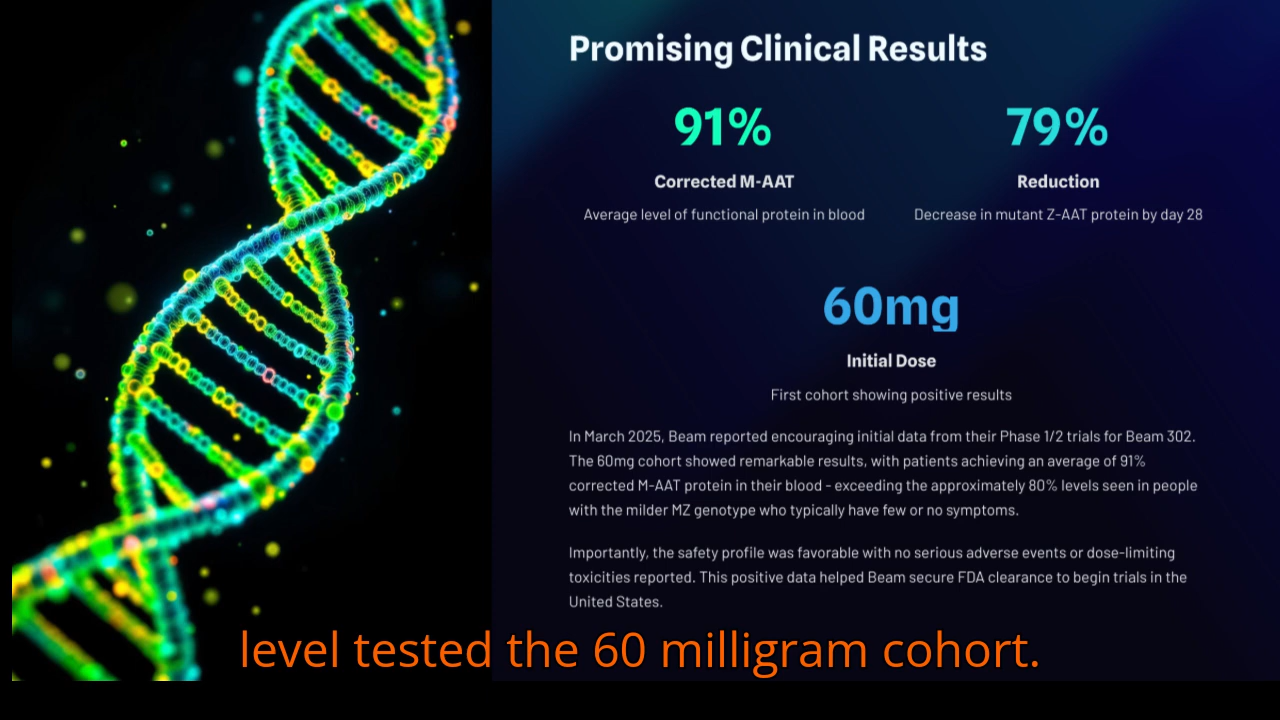 Promising Clinical Results
91%
79%
Corrected M-AAT
Reduction
Average level of functional protein in blood
Decrease in mutant Z-AAT protein by day 28
60mg
Initial Dose
First cohort showing positive results
In March 2025, Beam reported encouraging initial data from their Phase 1/2 trials for Beam 302.
The 60mg cohort showed remarkable results, with patients achieving an average of 91%
corrected M-AAT protein in their blood - exceeding the approximately 80% levels seen in people
with the milder MZ genotype who typically have few or no symptoms.
Importantly, the safety profile was favorable with no serious adverse events or dose-limiting
toxicities reported. This positive data helped Beam secure FDA clearance to begin trials in the
United States.
level tested the 60 milligram cohort.